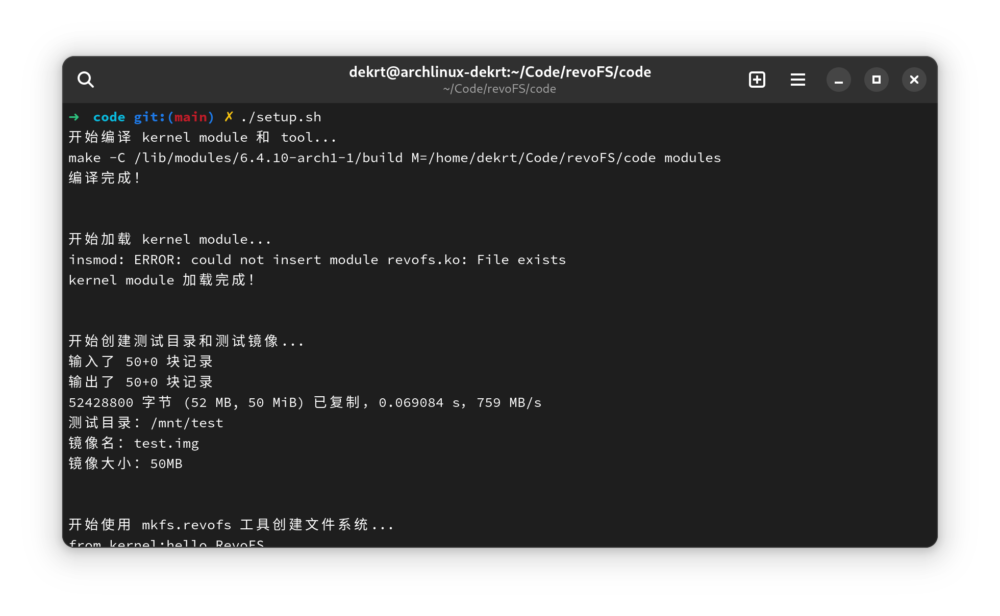 dekrt@archlinux-dekrt:~/Code/revoFS/code
~/Code/revoFS/code
➜ code git:(main) ✗ ./setup.sh
开始编译 kernel module 和 tool...
make -C /lib/modules/6.4.10-arch1-1/build M=/home/dekrt/Code/revoFS/code modules
编译完成！
开始加载 kernel module...
insmod: ERROR: could not insert module revofs.ko: File exists
kernel module 加载完成！
开始创建测试目录和测试镜像...
输入了 50+0 块记录
输出了 50+0 块记录
52428800 字节 (52 MB, 50 MiB) 已复制，0.069084 s，759 MB/s
测试目录：/mnt/test
镜像名：test.img
镜像大小：50MB
开始使用 mkfs.revofs 工具创建文件系统...
from kernel:hello RevoFS